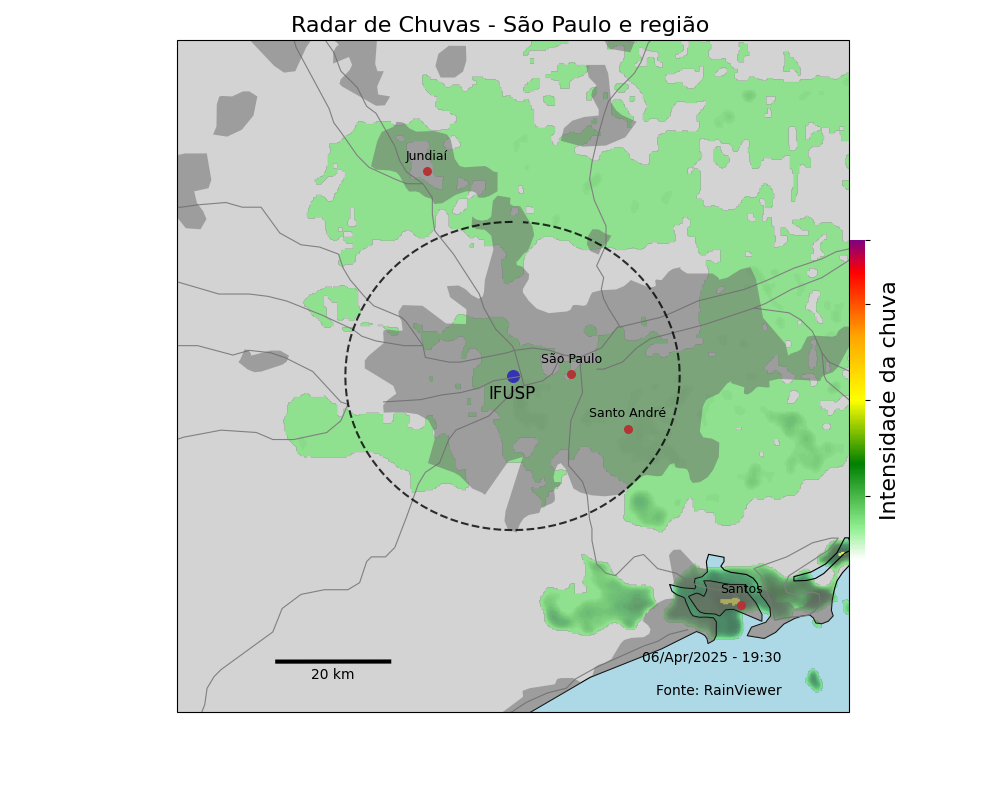 Radar de Chuvas - São Paulo e região
Jundiaí
São Paulo
IFUSP
Santo André
Intensidade da chuva
Santos
06/Apr/2025 - 19:30
20 km
Fonte: RainViewer